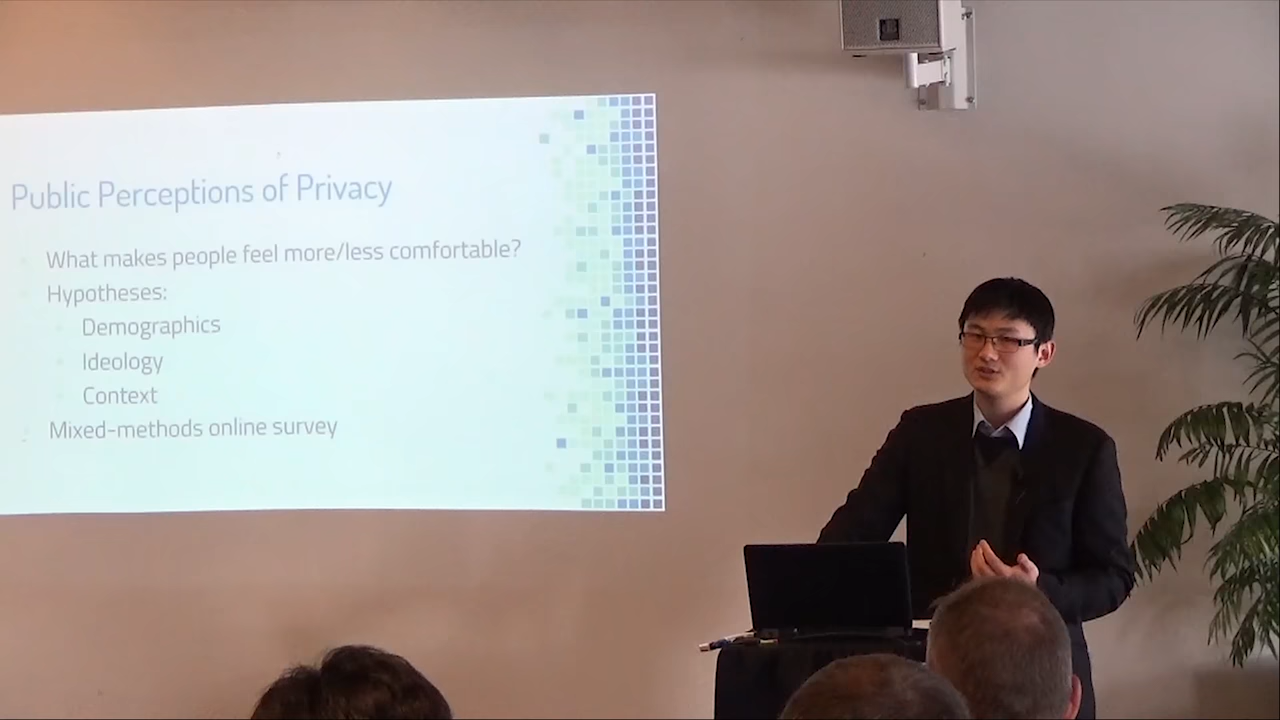 Public Perceptions of Privacy
What makes people feel more/less comfortable?
Hypotheses:
Demographics
Ideology
Context
Mixed-methods online survey